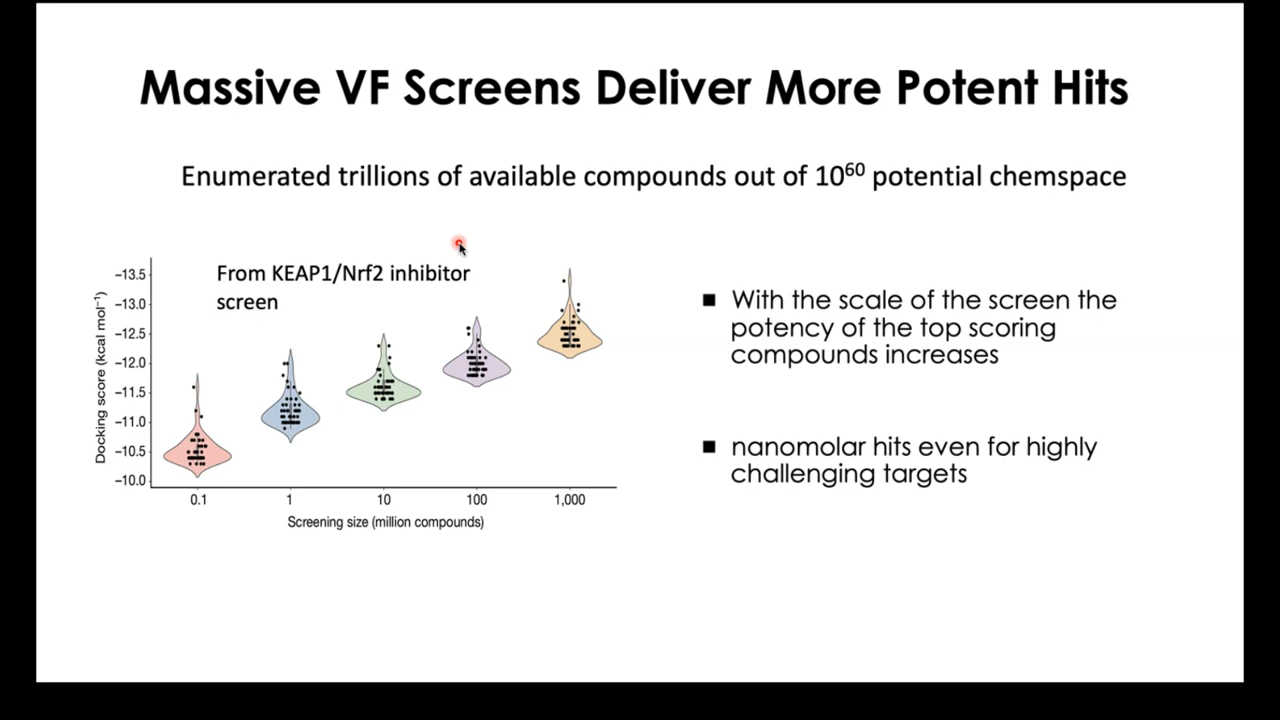 Massive VF Screens Deliver More Potent Hits
Enumerated trillions of available compounds out of 10⁶⁰ potential chemspace
From KEAP1/Nrf2 inhibitor
screen
Docking score (kcal mol⁻¹)
−13.5
−13.0
−12.5
−12.0
−11.5
−11.0
−10.5
−10.0
0.1
1
10
100
1,000
Screening size (million compounds)
■ With the scale of the screen the
potency of the top scoring
compounds increases
■ nanomolar hits even for highly
challenging targets